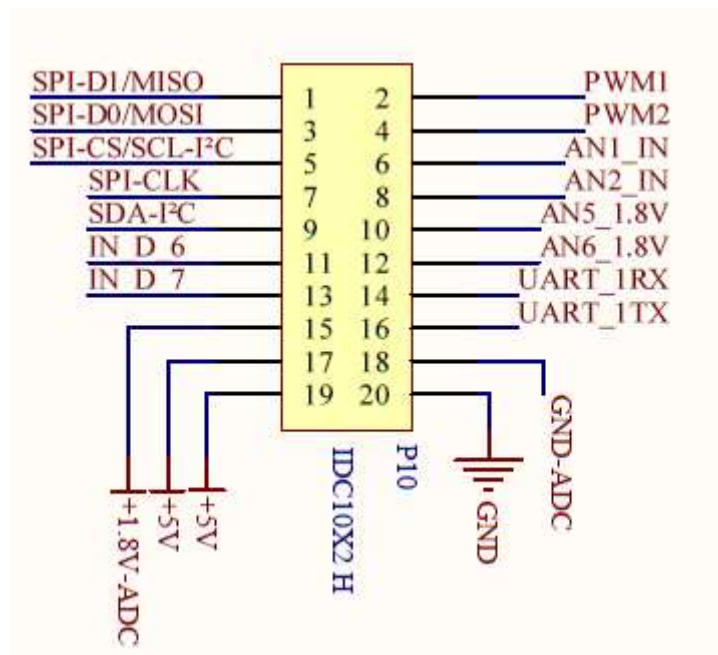 SPI-D1/MISO 1 2 PWM1
SPI-D0/MOSI 3 4 PWM2
SPI-CS/SCL-I²C 5 6 AN1_IN
SPI-CLK 7 8 AN2_IN
SDA-I²C 9 10 AN5_1.8V
IN_D_6 11 12 AN6_1.8V
IN_D_7 13 14 UART_1RX
15 16 UART_1TX
17 18
19 20
+1.8V-ADC
+5V
+5V
IDC10X2 H
P10
GND
GND-ADC